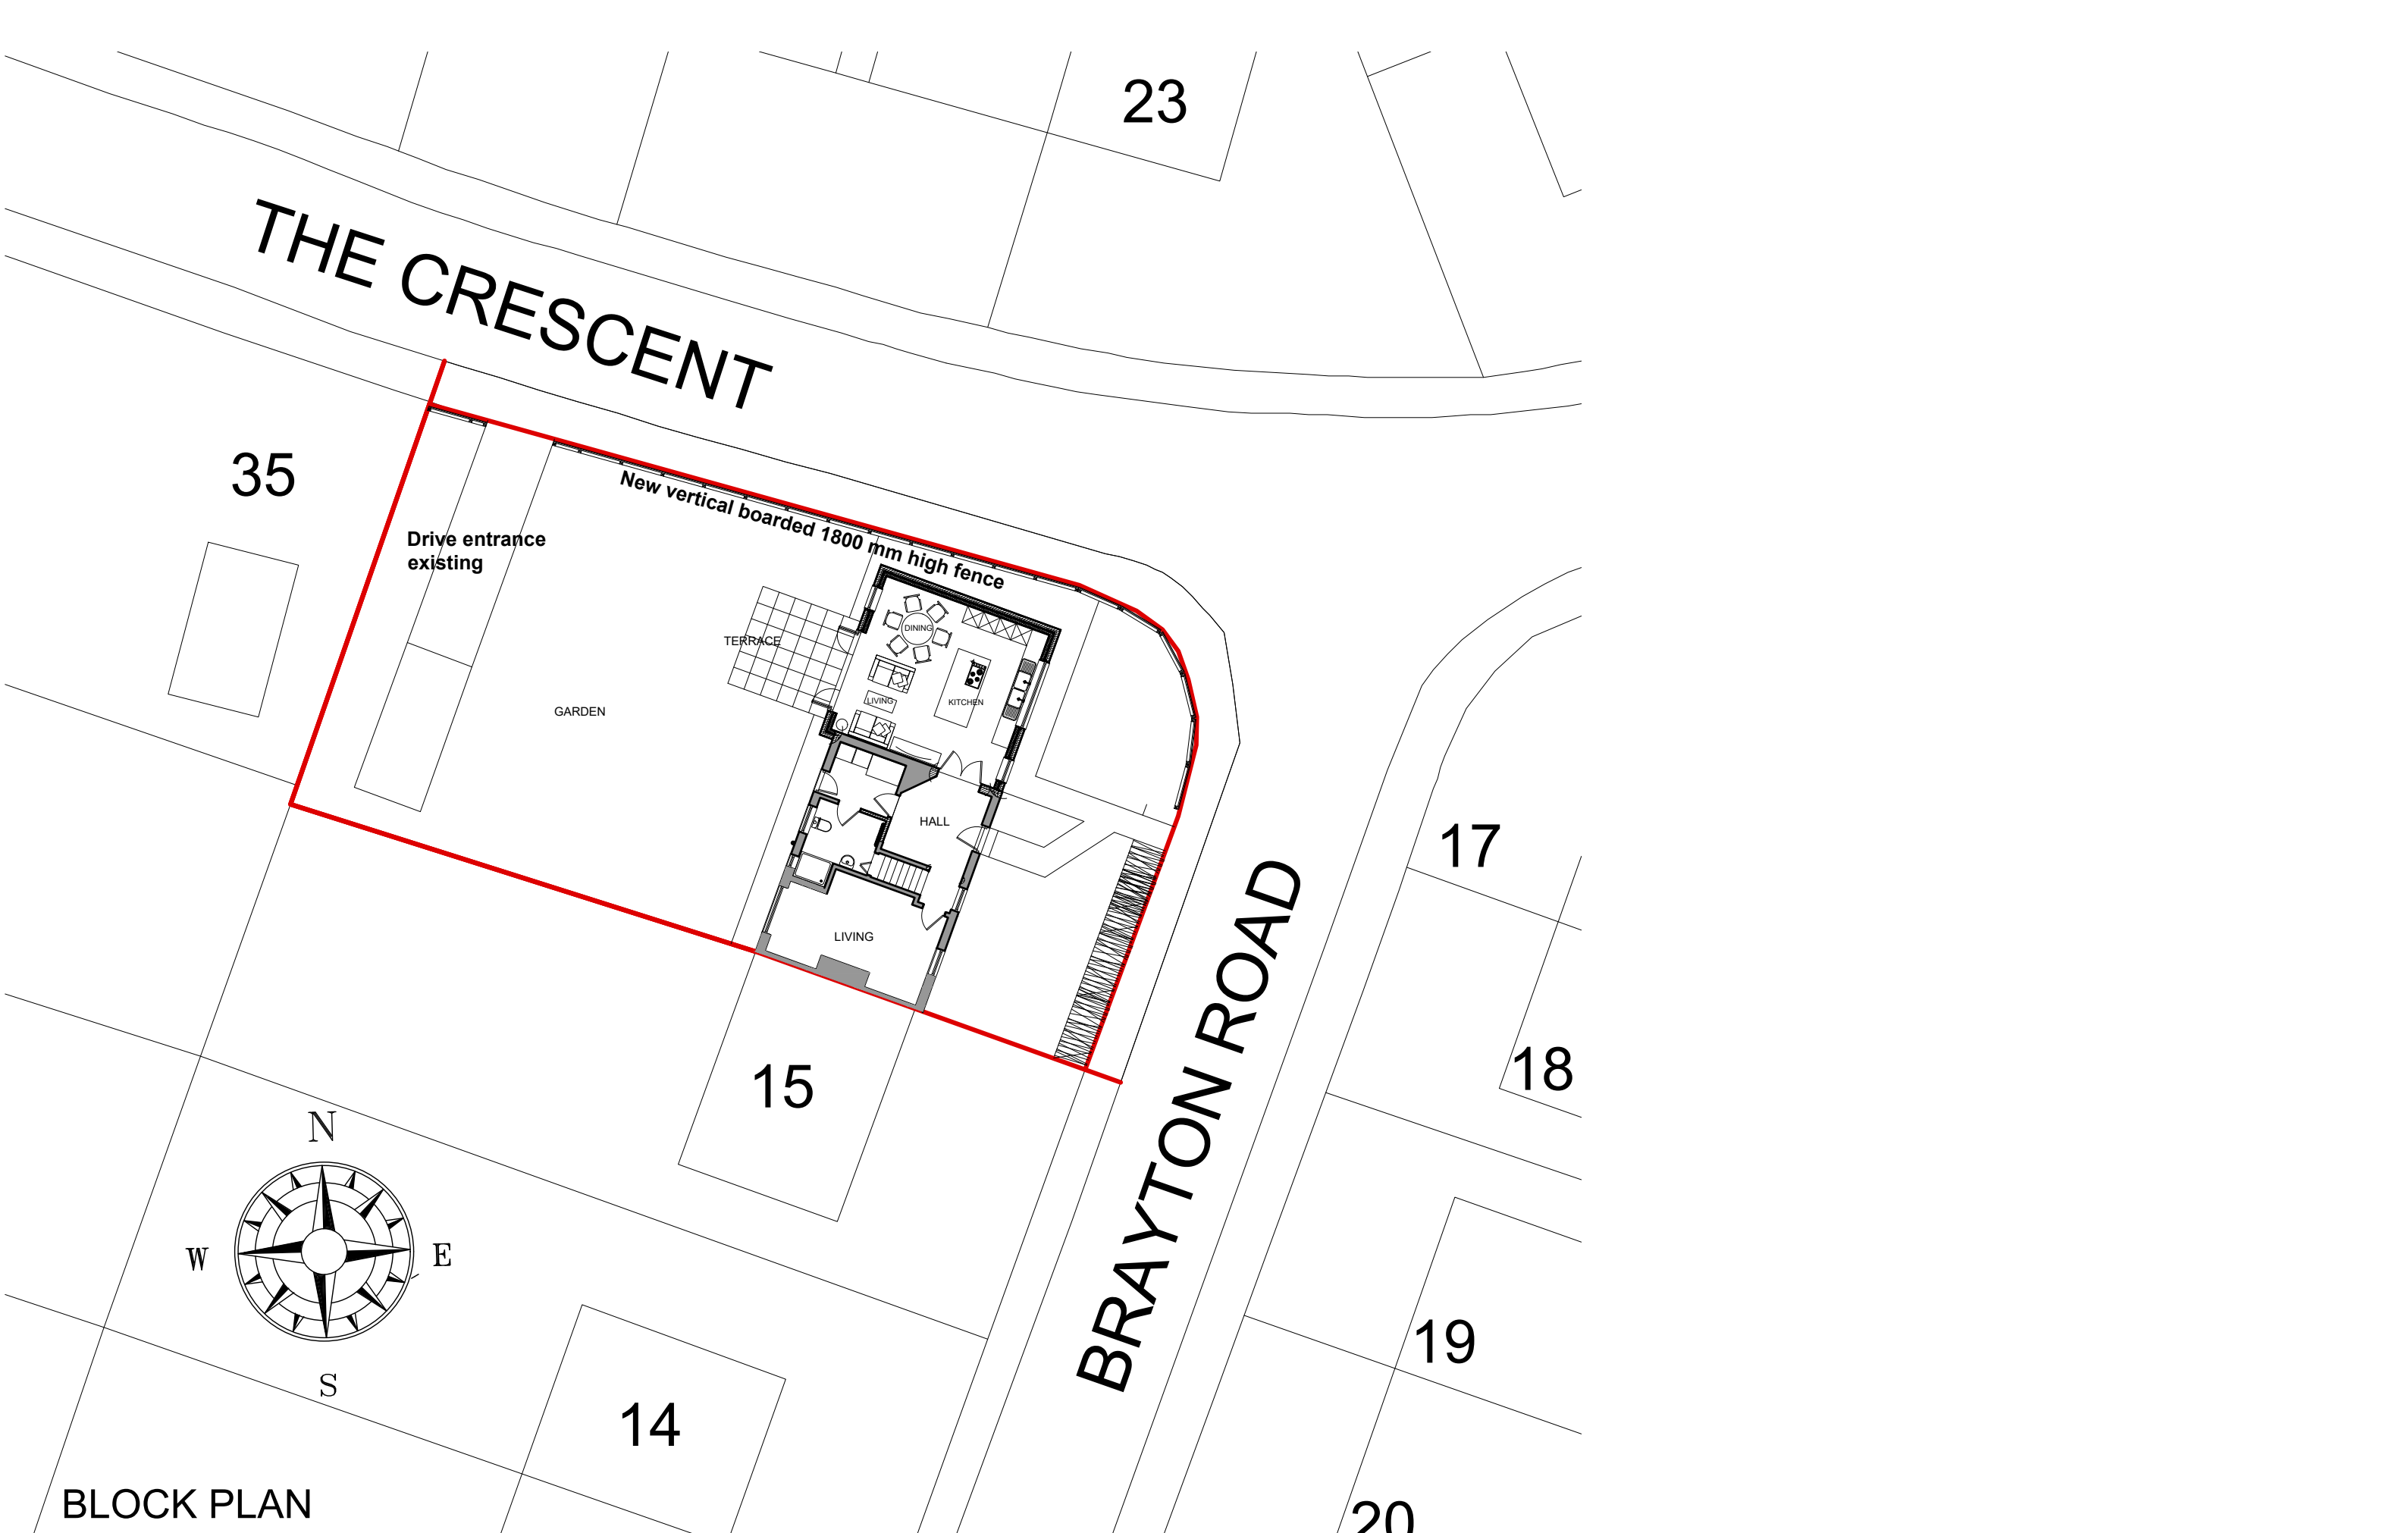 23
THE CRESCENT
35
New vertical boarded 1800 mm high fence
Drive entrance
existing
DINING
TERRACE
LIVING
KITCHEN
GARDEN
HALL
17
LIVING
BRAYTON ROAD
18
15
N
W
E
S
19
14
BLOCK PLAN
20